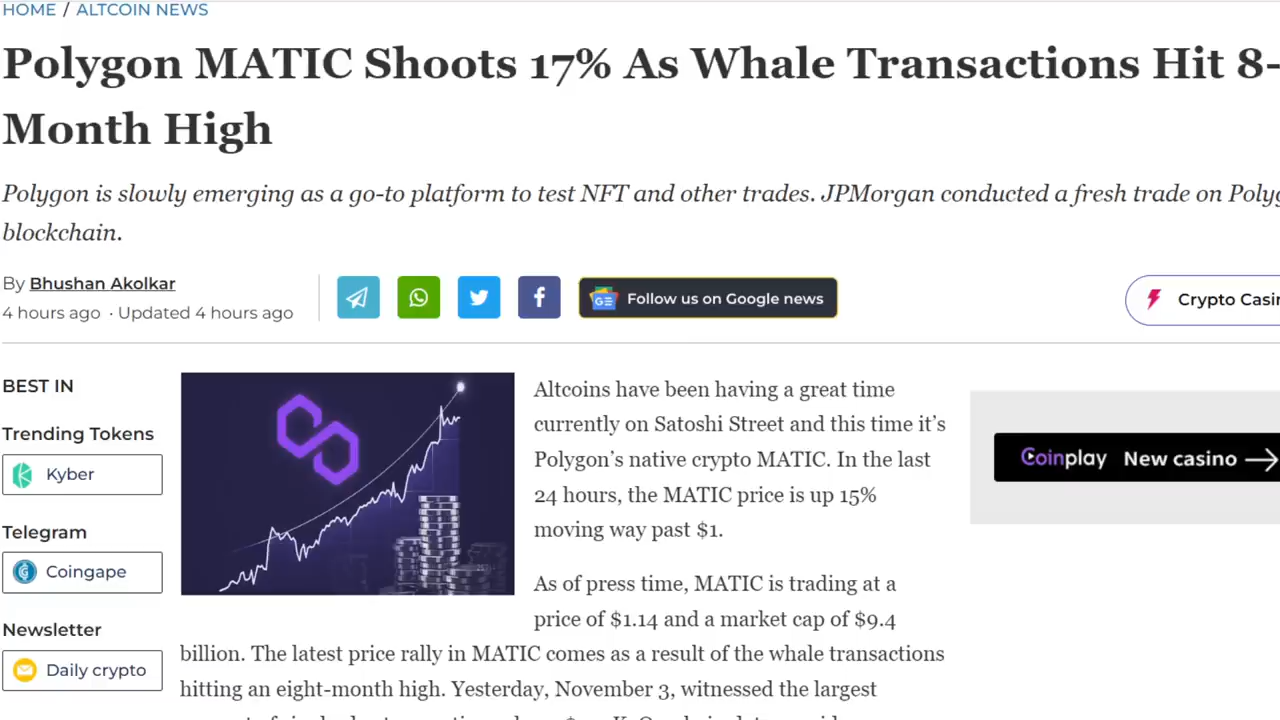 HOME / ALTCOIN NEWS
Polygon MATIC Shoots 17% As Whale Transactions Hit 8-
Month High
Polygon is slowly emerging as a go-to platform to test NFT and other trades. JPMorgan conducted a fresh trade on
blockchain.
By Bhushan Akolkar
4 hours ago · Updated 4 hours ago
GE Follow us on Google news
Crypto
BEST IN
Trending Tokens
Kyber
Telegram
Coingape
Newsletter
Daily crypto
Altcoins have been having a great time
currently on Satoshi Street and this time it’s
Polygon’s native crypto MATIC. In the last
24 hours, the MATIC price is up 15%
moving way past $1.
As of press time, MATIC is trading at a
price of $1.14 and a market cap of $9.4
billion. The latest price rally in MATIC comes as a result of the whale transactions
hitting an eight-month high. Yesterday, November 3, witnessed the largest
Coinplay New casino